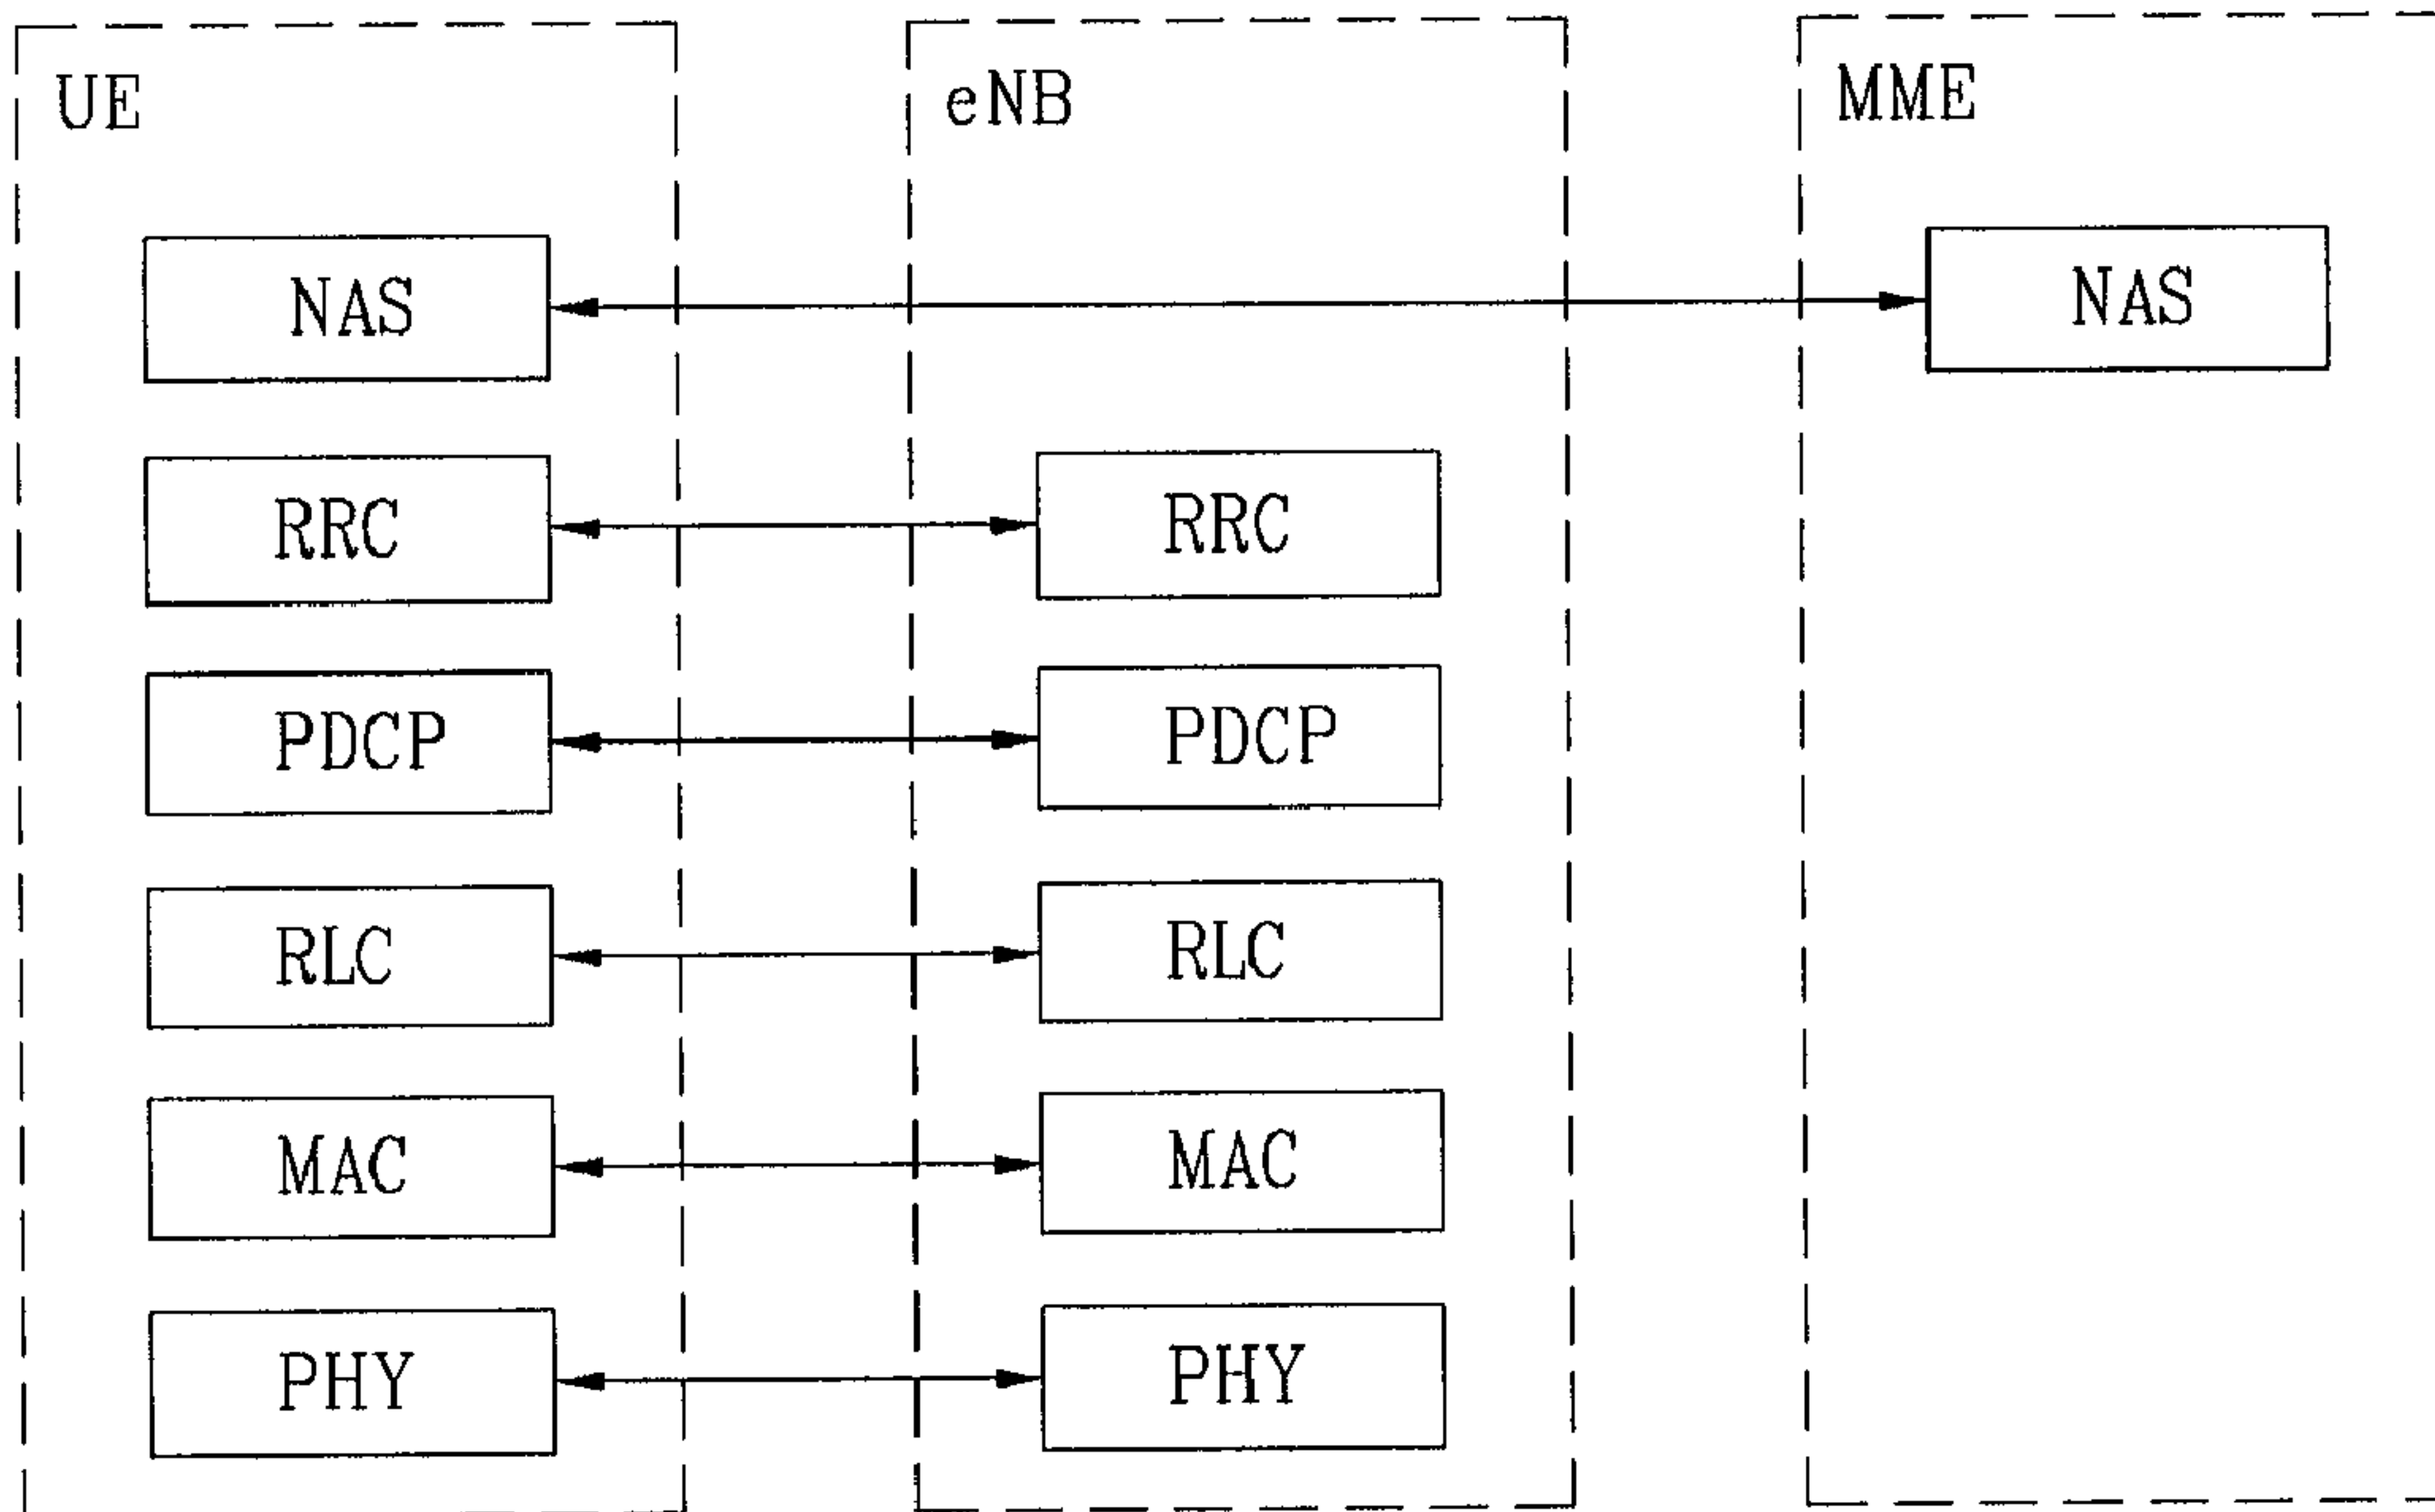 UE eNB MME
NAS NAS
RRC RRC
PDCP PDCP
RLC RLC
MAC MAC
PHY PHY